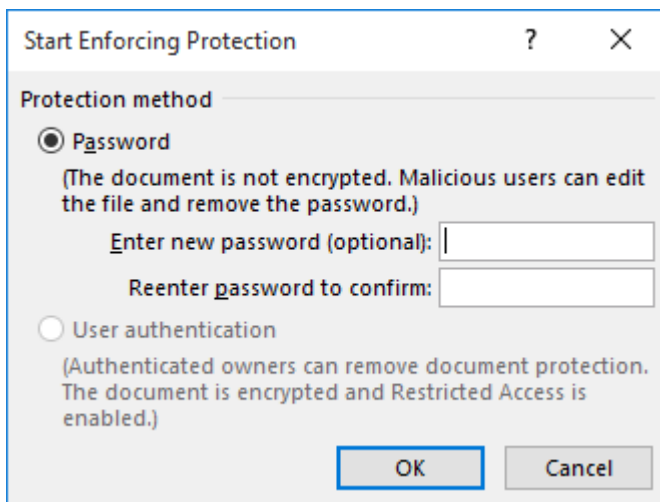 Start Enforcing Protection ?
Protection method
Password
(The document is not encrypted. Malicious users can edit
the file and remove the password.)
Enter new password (optional):
Reenter password to confirm:
User authentication
(Authenticated owners can remove document protection.
The document is encrypted and Restricted Access is
enabled.)
OK Cancel